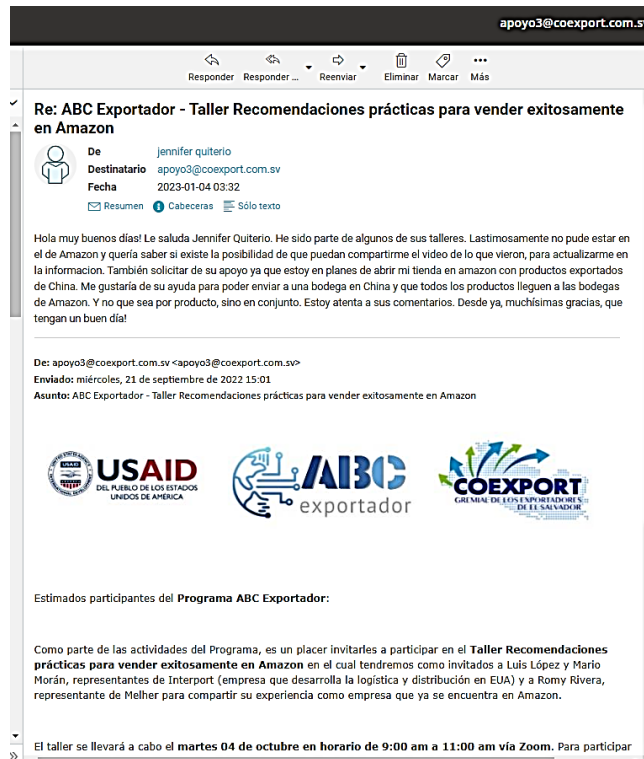 apoyo3@coexport.com.s
Responder Responder ... Reenviar Eliminar Marcar Más
Re: ABC Exportador - Taller Recomendaciones prácticas para vender exitosamente
en Amazon
De jennifer quiterio
Destinatario apoyo3@coexport.com.sv
Fecha 2023-01-04 03:32
Resumen Cabeceras Sólo texto
Hola muy buenos días! Le saluda Jennifer Quiterio. He sido parte de algunos de sus talleres. Lastimosamente no pude estar en
el de Amazon y quería saber si existe la posibilidad de que puedan compartirme el video de lo que vieron, para actualizarme en
la informacion. También solicitar de su apoyo ya que estoy en planes de abrir mi tienda en amazon con productos exportados
de China. Me gustaría de su ayuda para poder enviar a una bodega en China y que todos los productos lleguen a las bodegas
de Amazon. Y no que sea por producto, sino en conjunto. Estoy atenta a sus comentarios. Desde ya, muchísimas gracias, que
tengan un buen día!
De: apoyo3@coexport.com.sv <apoyo3@coexport.com.sv>
Enviado: miércoles, 21 de septiembre de 2022 15:01
Asunto: ABC Exportador - Taller Recomendaciones prácticas para vender exitosamente en Amazon
USAID
USAID
DEL PUEBLO DE LOS ESTADOS
UNIDOS DE AMÉRICA
ABC
exportador
COEXPORT
GREMIAL DE LOS EXPORTADORES
DE EL SALVADOR
Estimados participantes del Programa ABC Exportador:
Como parte de las actividades del Programa, es un placer invitarles a participar en el Taller Recomendaciones
prácticas para vender exitosamente en Amazon en el cual tendremos como invitados a Luis López y Mario
Morán, representantes de Interport (empresa que desarrolla la logística y distribución en EUA) y a Romy Rivera,
representante de Melher para compartir su experiencia como empresa que ya se encuentra en Amazon.
El taller se llevará a cabo el martes 04 de octubre en horario de 9:00 am a 11:00 am vía Zoom. Para participar